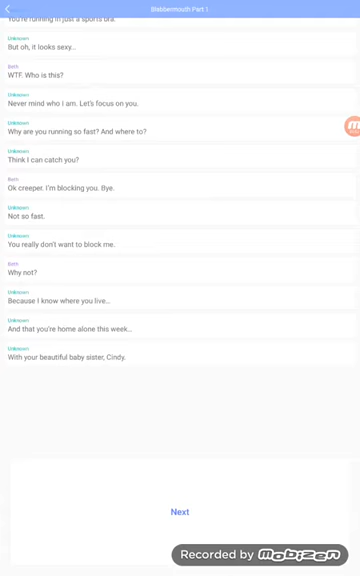 Blabbermouth Part 1
You're running in just a sports bra.
Unknown
But oh, it looks sexy...
Beth
WTF. Who is this?
Unknown
Never mind who I am. Let's focus on you.
Unknown
Why are you running so fast? And where to?
Unknown
Think I can catch you?
Beth
Ok creeper. I'm blocking you. Bye.
Unknown
Not so fast.
Unknown
You really don't want to block me.
Beth
Why not?
Unknown
Because I know where you live...
Unknown
And that you're home alone this week...
Unknown
With your beautiful baby sister, Cindy.
Next
Recorded by Mobizen